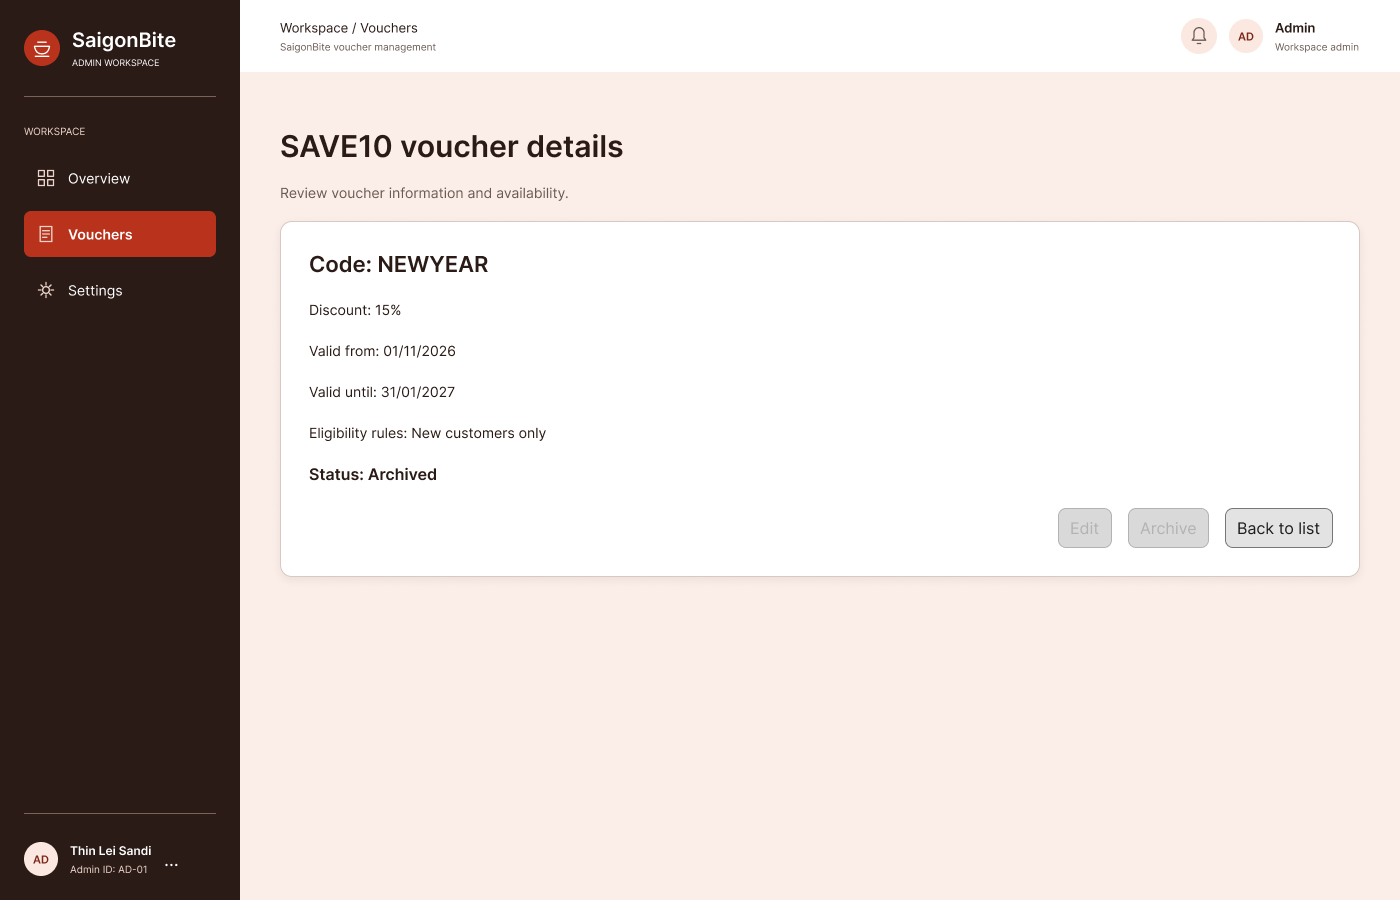 SaigonBite
ADMIN WORKSPACE
WORKSPACE
Overview
Vouchers
Settings
AD
Thin Lei Sandi
Admin ID: AD-01
...
Workspace / Vouchers
SaigonBite voucher management
AD
Admin
Workspace admin
SAVE10 voucher details
Review voucher information and availability.
Code: NEWYEAR
Discount: 15%
Valid from: 01/11/2026
Valid until: 31/01/2027
Eligibility rules: New customers only
Status: Archived
Edit
Archive
Back to list